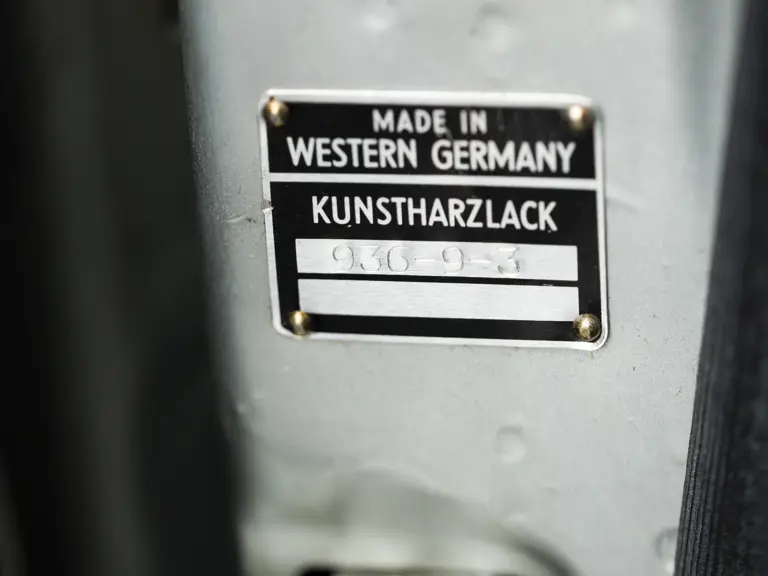 MADE IN
WESTERN GERMANY
KUNSTHARZLACK
936-9-3